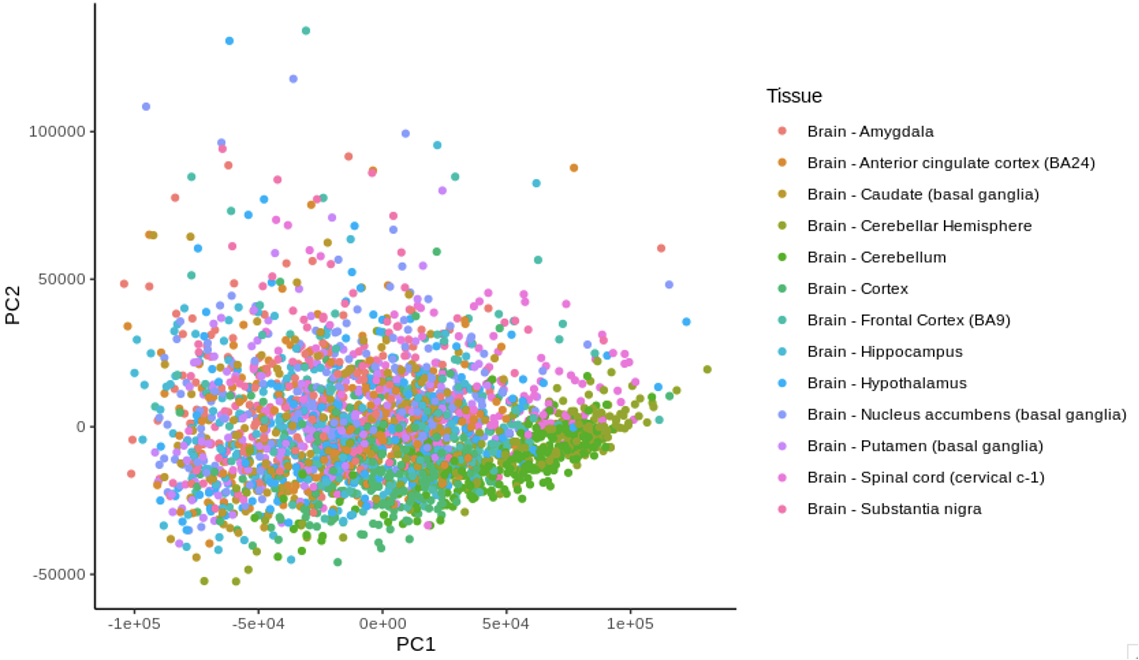 PC2
100000
50000
0
-50000
-1e+05
-5e+04
0e+00
5e+04
1e+05
PC1
Tissue
Brain - Amygdala
Brain - Anterior cingulate cortex (BA24)
Brain - Caudate (basal ganglia)
Brain - Cerebellar Hemisphere
Brain - Cerebellum
Brain - Cortex
Brain - Frontal Cortex (BA9)
Brain - Hippocampus
Brain - Hypothalamus
Brain - Nucleus accumbens (basal ganglia)
Brain - Putamen (basal ganglia)
Brain - Spinal cord (cervical c-1)
Brain - Substantia nigra